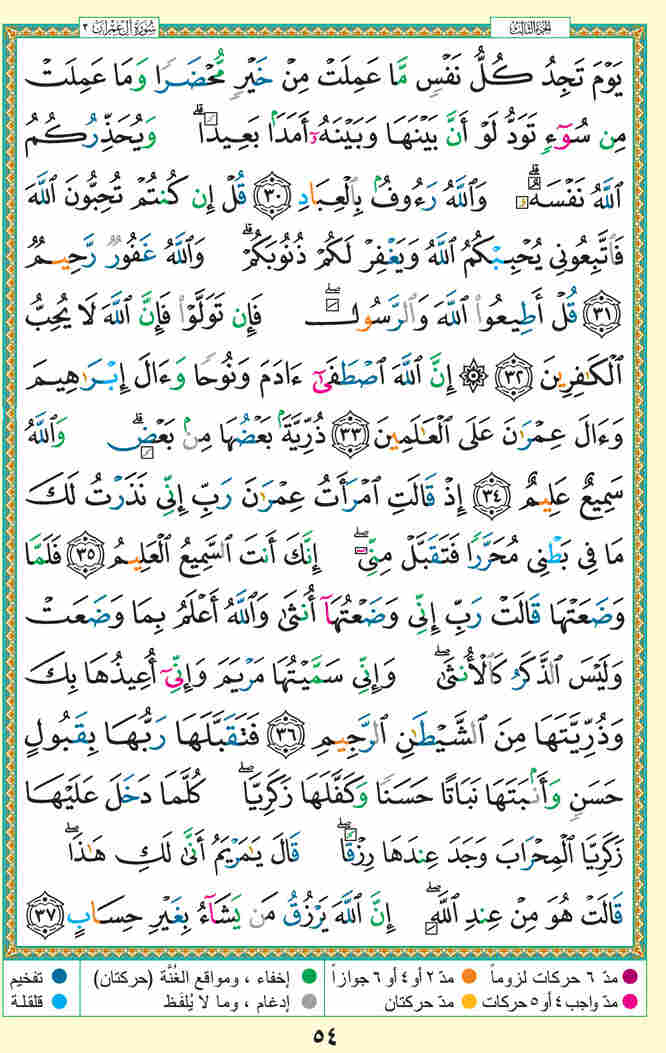 الجزء الثالث
سورة آل عمران ٣
يَوْمَ تَجِدُ كُلُّ نَفْسٍ مَّا عَمِلَتْ مِنْ خَيْرٍ مُّحْضَرًا وَمَا عَمِلَتْ
مِن سُوٓءٍ تَوَدُّ لَوْ أَنَّ بَيْنَهَا وَبَيْنَهُۥٓ أَمَدًۢا بَعِيدًا ۗ وَيُحَذِّرُكُمُ
ٱللَّهُ نَفْسَهُۥ ۗ وَٱللَّهُ رَءُوفٌۢ بِٱلْعِبَادِ ٣٠ قُلْ إِن كُنتُمْ تُحِبُّونَ ٱللَّهَ
فَٱتَّبِعُونِى يُحْبِبْكُمُ ٱللَّهُ وَيَغْفِرْ لَكُمْ ذُنُوبَكُمْ ۗ وَٱللَّهُ غَفُورٌ رَّحِيمٌ
٣١ قُلْ أَطِيعُوا۟ ٱللَّهَ وَٱلرَّسُولَ ۖ فَإِن تَوَلَّوْا۟ فَإِنَّ ٱللَّهَ لَا يُحِبُّ
ٱلْكَٰفِرِينَ ٣٢ ۞ إِنَّ ٱللَّهَ ٱصْطَفَىٰٓ ءَادَمَ وَنُوحًا وَءَالَ إِبْرَٰهِيمَ
وَءَالَ عِمْرَٰنَ عَلَى ٱلْعَٰلَمِينَ ٣٣ ذُرِّيَّةًۢ بَعْضُهَا مِنۢ بَعْضٍ ۗ وَٱللَّهُ
سَمِيعٌ عَلِيمٌ ٣٤ إِذْ قَالَتِ ٱمْرَأَتُ عِمْرَٰنَ رَبِّ إِنِّى نَذَرْتُ لَكَ
مَا فِى بَطْنِى مُحَرَّرًا فَتَقَبَّلْ مِنِّىٓ ۖ إِنَّكَ أَنتَ ٱلسَّمِيعُ ٱلْعَلِيمُ ٣٥ فَلَمَّا
وَضَعَتْهَا قَالَتْ رَبِّ إِنِّى وَضَعْتُهَآ أُنثَىٰ وَٱللَّهُ أَعْلَمُ بِمَا وَضَعَتْ
وَلَيْسَ ٱلذَّكَرُ كَٱلْأُنثَىٰ ۖ وَإِنِّى سَمَّيْتُهَا مَرْيَمَ وَإِنِّىٓ أُعِيذُهَا بِكَ
وَذُرِّيَّتَهَا مِنَ ٱلشَّيْطَٰنِ ٱلرَّجِيمِ ٣٦ فَتَقَبَّلَهَا رَبُّهَا بِقَبُولٍ
حَسَنٍ وَأَنۢبَتَهَا نَبَاتًا حَسَنًا وَكَفَّلَهَا زَكَرِيَّا ۖ كُلَّمَا دَخَلَ عَلَيْهَا
زَكَرِيَّا ٱلْمِحْرَابَ وَجَدَ عِندَهَا رِزْقًا ۖ قَالَ يَٰمَرْيَمُ أَنَّىٰ لَكِ هَٰذَا ۖ
قَالَتْ هُوَ مِنْ عِندِ ٱللَّهِ ۖ إِنَّ ٱللَّهَ يَرْزُقُ مَن يَشَآءُ بِغَيْرِ حِسَابٍ ٣٧
مدّ ٦ حركات لزوماً مدّ ٢ أو ٤ أو ٦ جوازاً إخفاء ، ومواقع الغُنَّة (حركتان) تفخيم
مدّ واجب ٤ أو ٥ حركات مدّ حركتان إدغام ، وما لا يُلفَظ قلقلة
٥٤